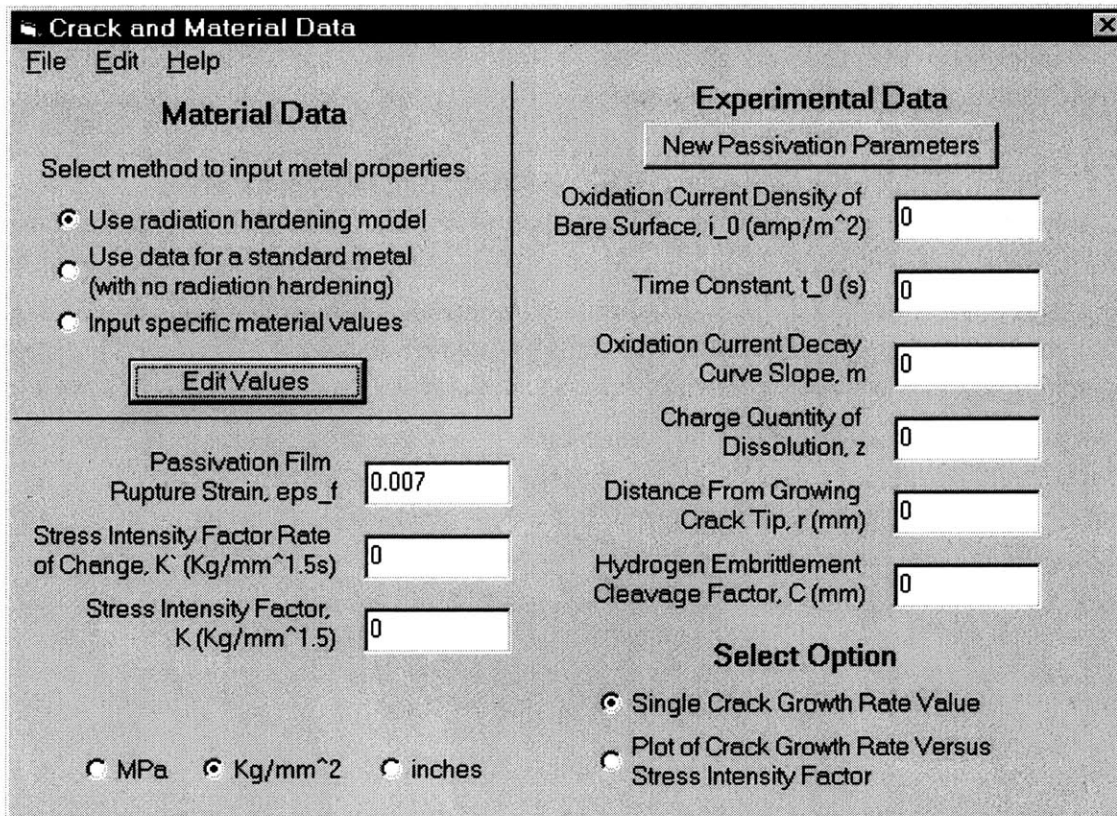 Crack and Material Data
File Edit Help
Material Data
Select method to input metal properties
Use radiation hardening model
Use data for a standard metal
(with no radiation hardening)
Input specific material values
Edit Values
Passivation Film
Rupture Strain, eps_f
0.007
Stress Intensity Factor Rate
of Change, K` (Kg/mm^1.5s)
0
Stress Intensity Factor,
K (Kg/mm^1.5)
0
MPa Kg/mm^2 inches
Experimental Data
New Passivation Parameters
Oxidation Current Density of
Bare Surface, i_0 (amp/m^2)
0
Time Constant, t_0 (s)
0
Oxidation Current Decay
Curve Slope, m
0
Charge Quantity of
Dissolution, z
0
Distance From Growing
Crack Tip, r (mm)
0
Hydrogen Embrittlement
Cleavage Factor, C (mm)
0
Select Option
Single Crack Growth Rate Value
Plot of Crack Growth Rate Versus
Stress Intensity Factor